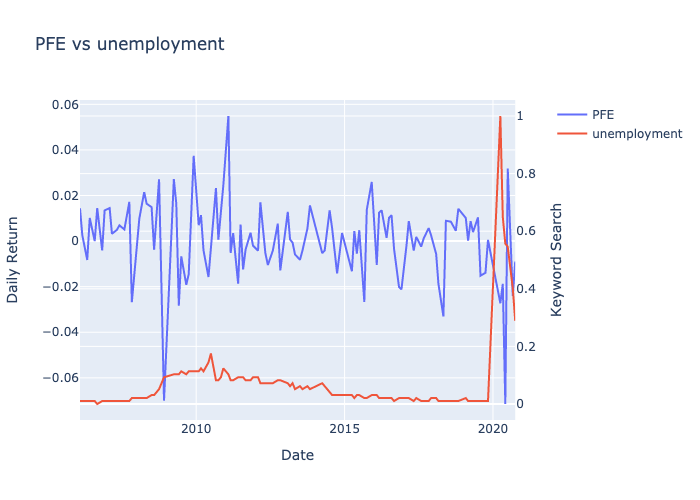 PFE vs unemployment
0.06
0.04
0.02
0
−0.02
−0.04
−0.06
Daily Return
2010
2015
2020
Date
1
0.8
0.6
0.4
0.2
0
Keyword Search
PFE
unemployment